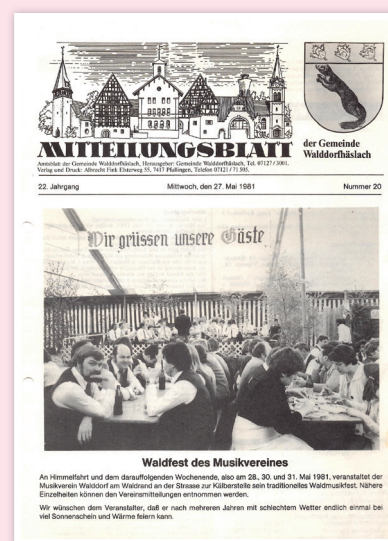 MITTEILUNGSBLATT
der Gemeinde
Walddorfhäslach
Amtsblatt der Gemeinde Walddorfhäslach, Herausgeber: Gemeinde Walddorfhäslach, Tel. 07127/3001.
Verlag und Druck: Albrecht Fink Elsterweg 55, 7417 Pfullingen, Telefon 07121/71505.
22. Jahrgang Mittwoch, den 27. Mai 1981 Nummer 20
Wir grüssen unsere Gäste
Waldfest des Musikvereines
An Himmelfahrt und dem darauffolgenden Wochenende, also am 28., 30. und 31. Mai 1981, veranstaltet der
Musikverein Walddorf am Waldrand an der Strasse zur Kälberstelle sein traditionelles Waldmusikfest. Nähere
Einzelheiten können den Vereinsmitteilungen entnommen werden.
Wir wünschen dem Veranstalter, daß er nach mehreren Jahren mit schlechtem Wetter endlich einmal bei
viel Sonnenschein und Wärme feiern kann.